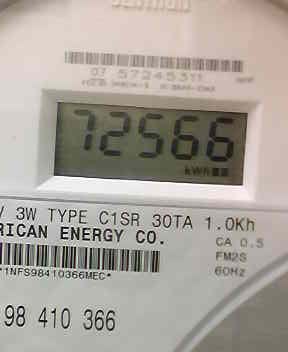 07 57245311
72566
kWh
V 3W TYPE C1SR 30TA 1.0Kh
RICAN ENERGY CO.
CA 0.5
FM2S
60Hz
*1NFS98410366MEC*
98 410 366